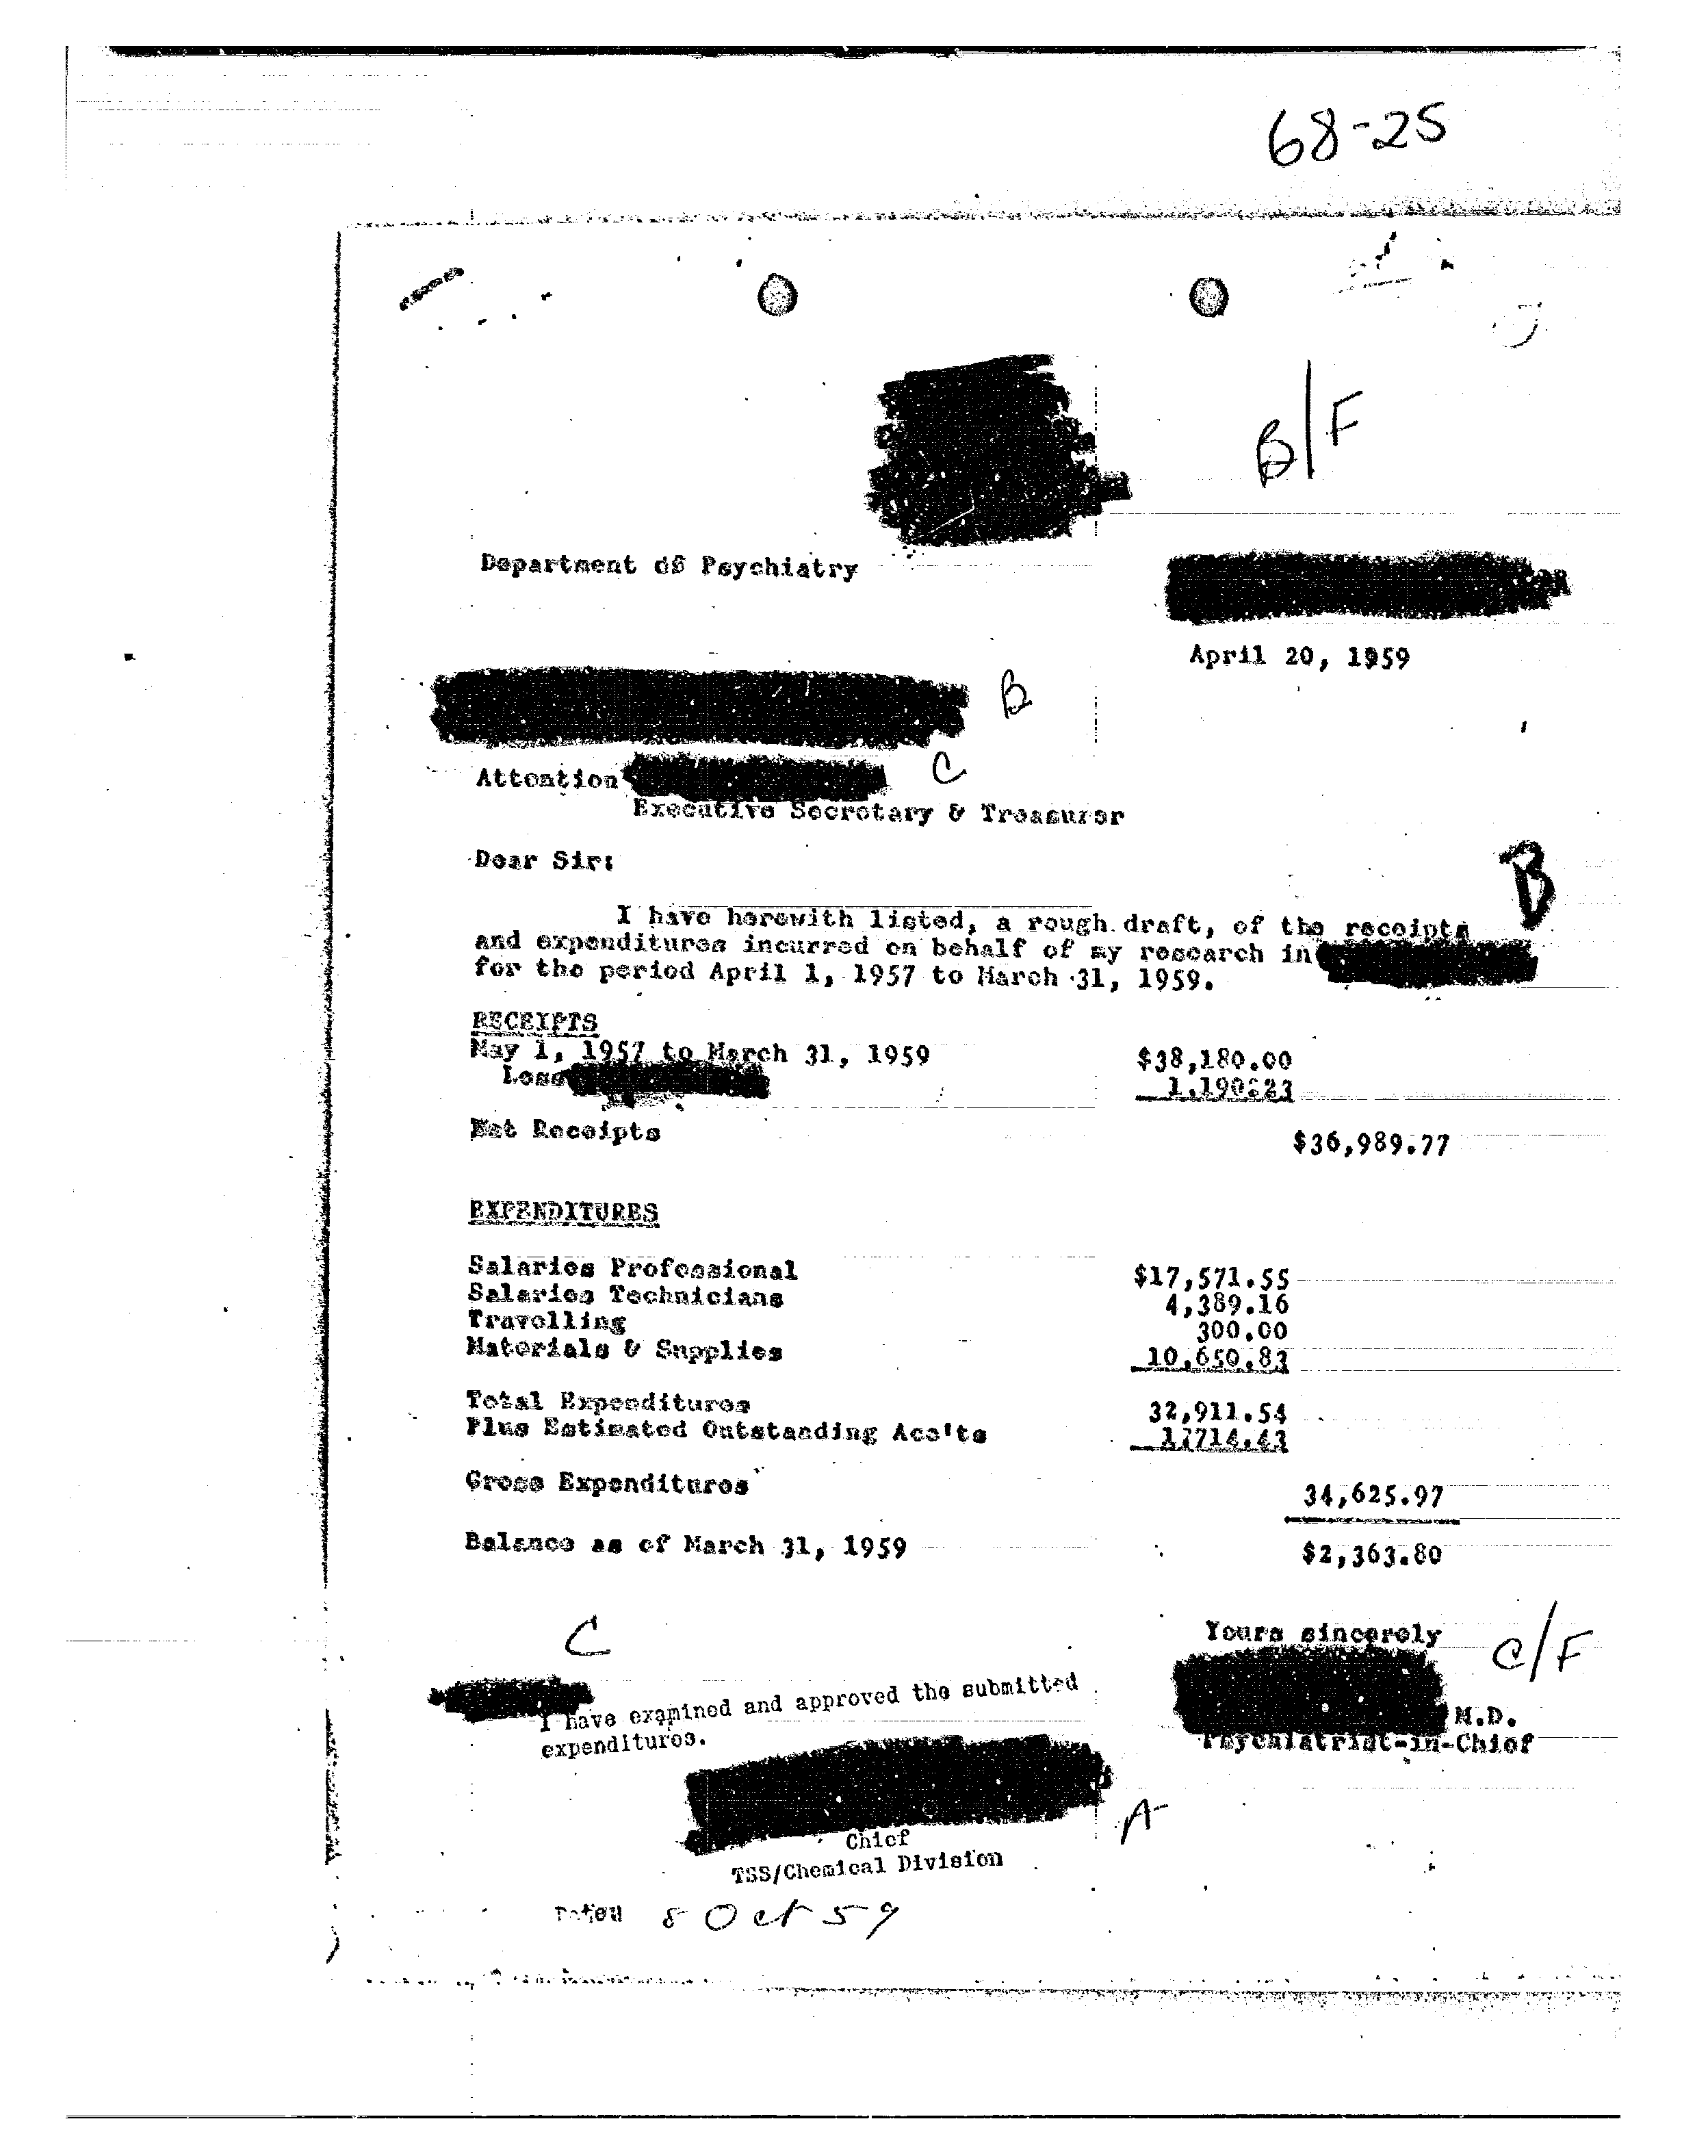 68-25
B/F
Department of Psychiatry
April 20, 1959
B
Attention C
Executive Secretary & Treasurer
Dear Sir:
B
I have herewith listed, a rough draft, of the receipts
and expenditures incurred on behalf of my research in
for the period April 1, 1957 to March 31, 1959.
RECEIPTS
May 1, 1957 to March 31, 1959 $38,180.00
Less 1,190.23
Net Receipts $36,989.77
EXPENDITURES
Salaries Professional $17,571.55
Salaries Technicians 4,389.16
Travelling 300.00
Materials & Supplies 10,650.83
Total Expenditures 32,911.54
Plus Estimated Outstanding Acc'ts 1,714.43
Gross Expenditures 34,625.97
Balance as of March 31, 1959 $2,363.80
C
Yours sincerely
C/F
I have examined and approved the submitted
expenditures.
M.D.
Psychiatrist-in-Chief
A
Chief
TSS/Chemical Division
Dated 8 Oct 59